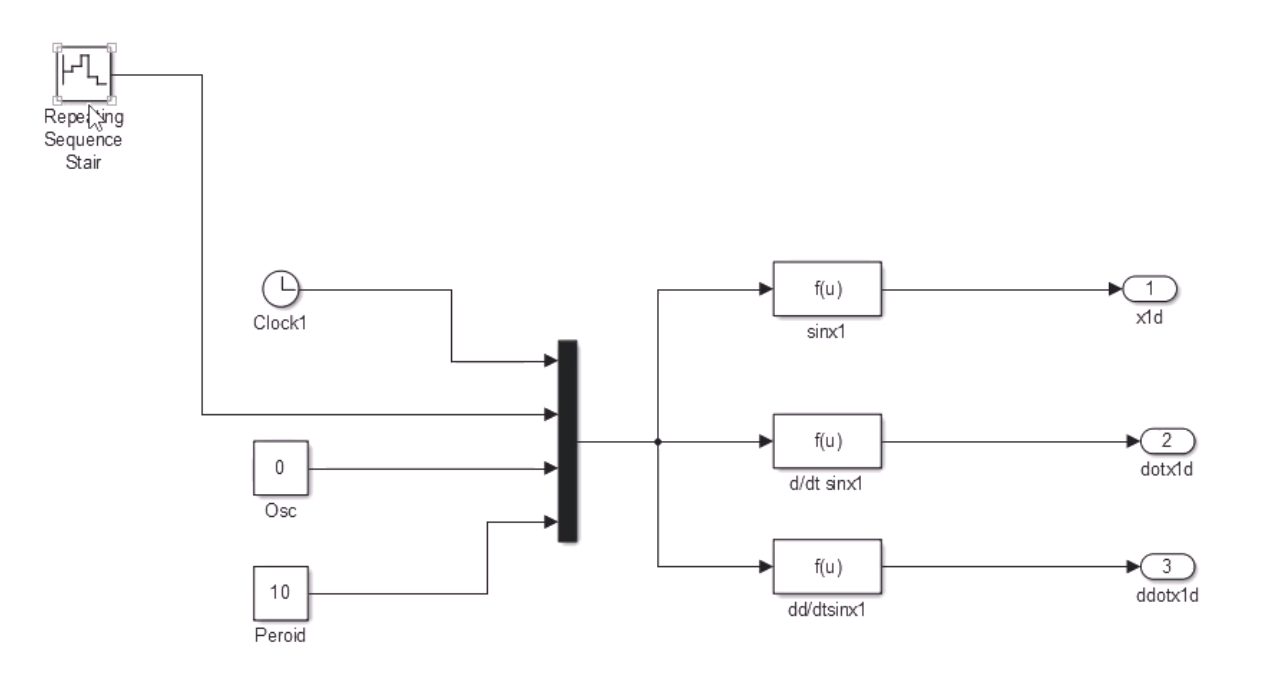 Repeating
Sequence
Stair
Clock1
0
Osc
10
Peroid
f(u)
sinx1
1
x1d
f(u)
d/dt sinx1
2
dotx1d
f(u)
dd/dtsinx1
3
ddotx1d